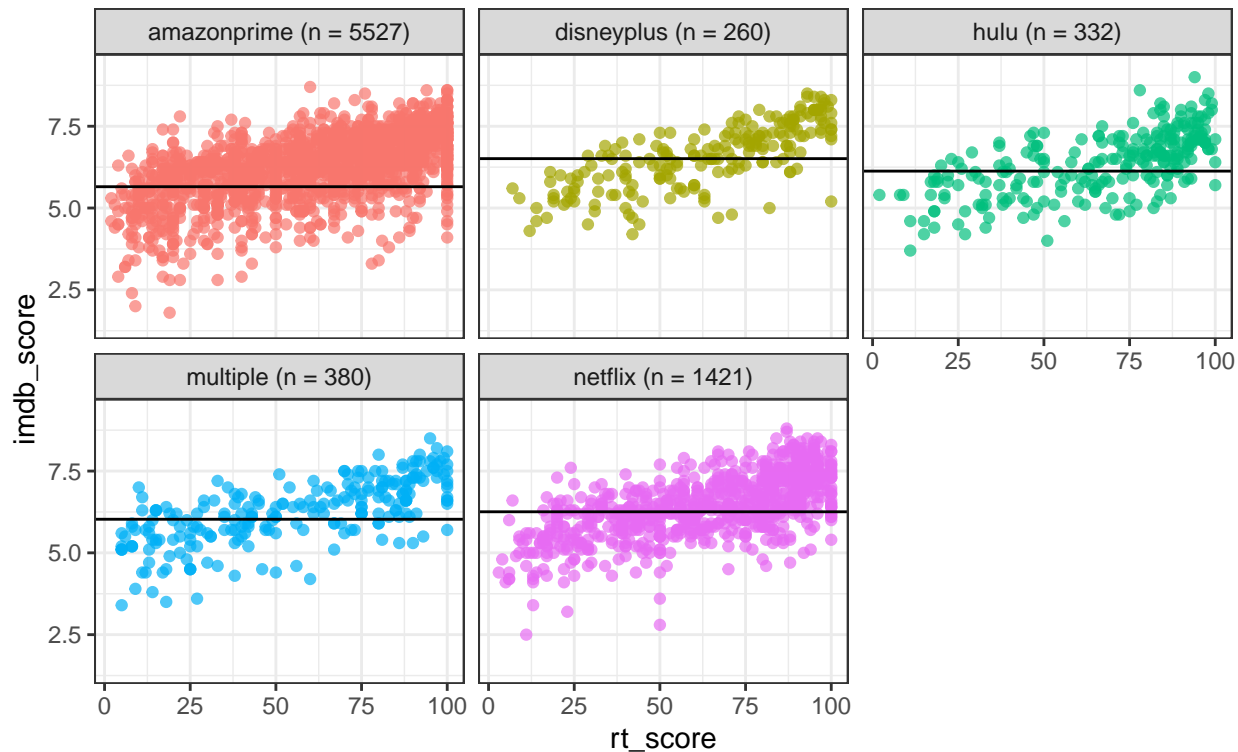 amazonprime (n = 5527)
disneyplus (n = 260)
hulu (n = 332)
7.5
5.0
2.5
0 25 50 75 100
multiple (n = 380)
netflix (n = 1421)
7.5
5.0
2.5
0 25 50 75 100
0 25 50 75 100
imdb_score
rt_score